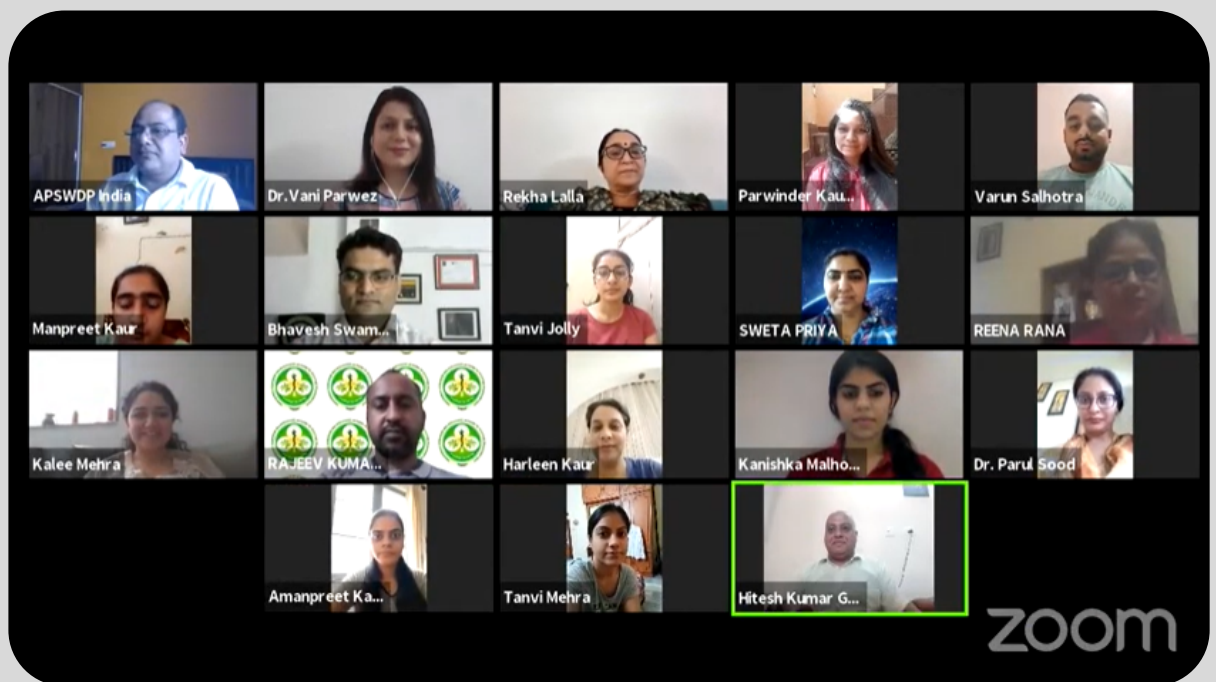 APSWDP India
Dr. Vani Parwez
Rekha Lalla
Parwinder Kau...
Varun Salhotra
Manpreet Kaur
Bhavesh Swam...
Tanvi Jolly
SWETA PRIYA
REENA RANA
Kalee Mehra
RAJEEV KUMA...
Harleen Kaur
Kanishka Malho...
Dr. Parul Sood
Amanpreet Ka...
Tanvi Mehra
Hitesh Kumar G...
zoom